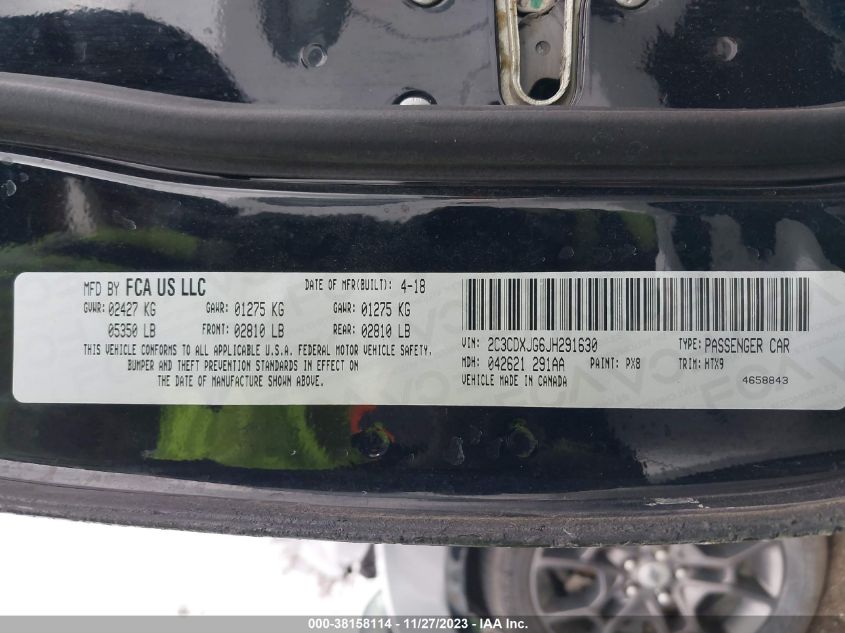 MFD BY FCA US LLC
DATE OF MFR(BUILT): 4-18
GVWR: 02427 KG GAWR: 01275 KG GAWR: 01275 KG
05350 LB FRONT: 02810 LB REAR: 02810 LB
THIS VEHICLE CONFORMS TO ALL APPLICABLE U.S.A. FEDERAL MOTOR VEHICLE SAFETY,
BUMPER AND THEFT PREVENTION STANDARDS IN EFFECT ON
THE DATE OF MANUFACTURE SHOWN ABOVE.
VIN: 2C3CDXJG6JH291630 TYPE: PASSENGER CAR
MDH: 042621 291AA PAINT: PX8 TRIM: HTX9
VEHICLE MADE IN CANADA 4658843
000-38158114 - 11/27/2023 - IAA Inc.